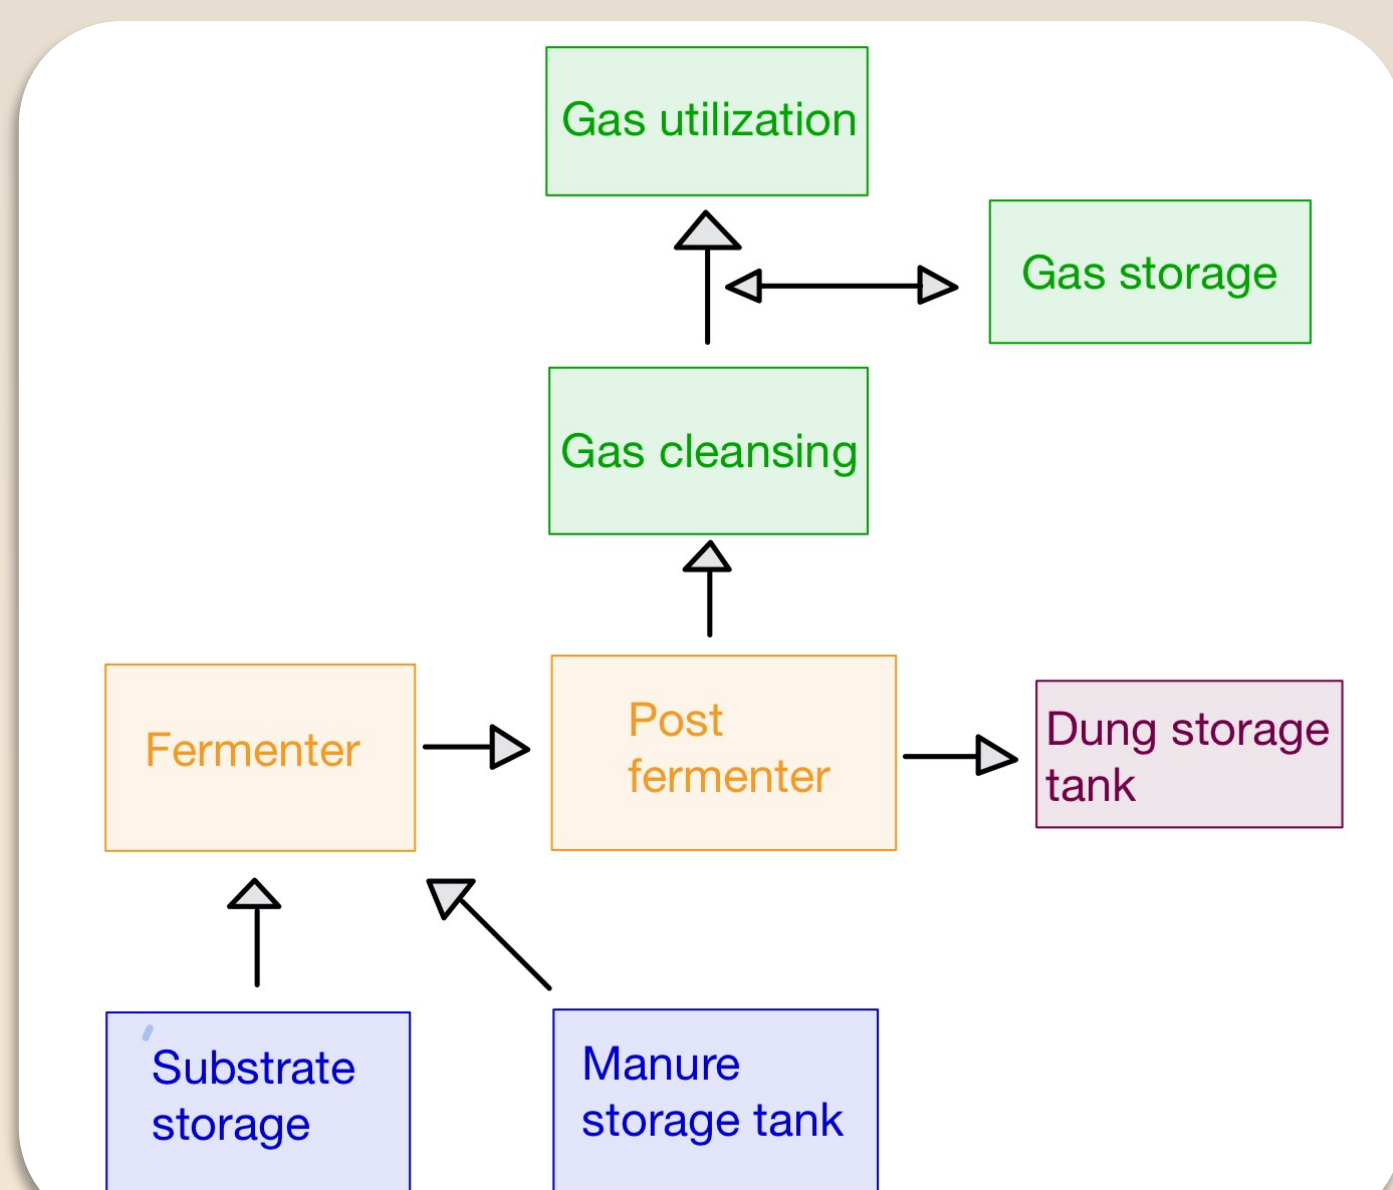 Gas utilization
Gas storage
Gas cleansing
Fermenter
Post
fermenter
Dung storage
tank
Substrate
storage
Manure
storage tank